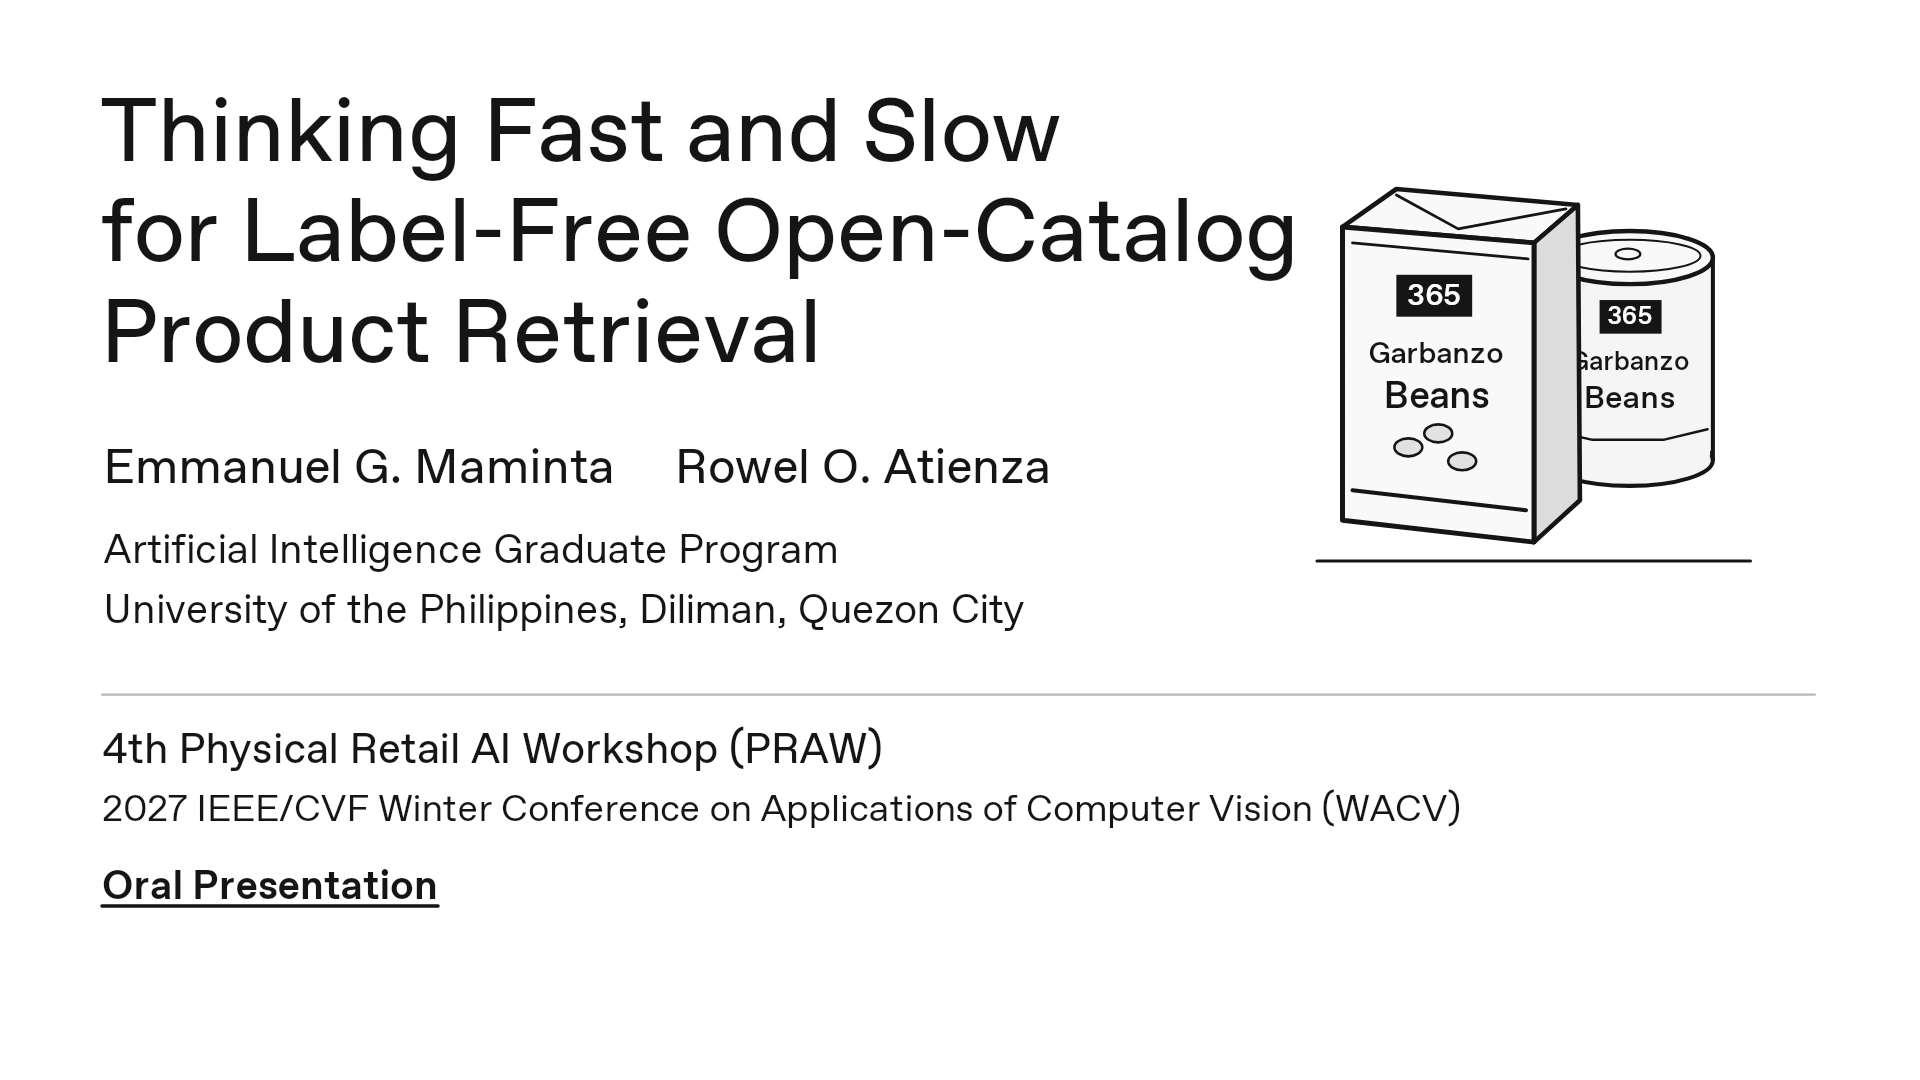 Thinking Fast and Slow
for Label-Free Open-Catalog
Product Retrieval
365
Garbanzo
Beans
365
Garbanzo
Beans
Emmanuel G. Maminta Rowel O. Atienza
Artificial Intelligence Graduate Program
University of the Philippines, Diliman, Quezon City
4th Physical Retail AI Workshop (PRAW)
2027 IEEE/CVF Winter Conference on Applications of Computer Vision (WACV)
Oral Presentation